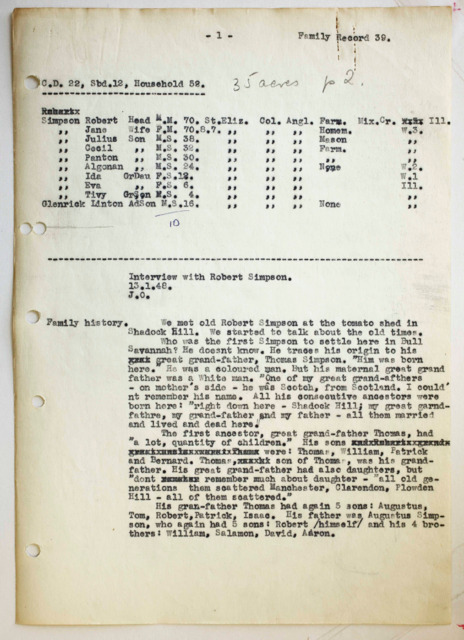 - 1 -
Family Record 39.
C.D. 22, Sbd.12, Household 52.
35 acres p 2.
Remarks
Simpson Robert Head M.M. 70. St.Eliz. Col. Angl. Farm. Mix.Cr. Ill.
,, Jane Wife F.M. 70.S.7. ,, ,, ,, Homem. W.3.
,, Julius Son M.S. 38. ,, ,, ,, Mason ,,
,, Cecil ,, M.S. 32. ,, ,, ,, Farm. ,,
,, Panton ,, M.S. 30. ,, ,, ,, ,, ,,
,, Algonan ,, M.S. 24. ,, ,, ,, None W.2.
,, Ida GrDau F.S.12. ,, ,, ,, W.1
,, Eva ,, F.S. 6. ,, ,, ,, Ill.
,, Tivy M.S. 4. ,, ,, ,, ,,
Glenrick Linton AdSon M.S.16. ,, ,, ,, None ,,
10
Interview with Robert Simpson.
13.1.48.
J.O.
Family history. We met old Robert Simpson at the tomato shed in
Shadock Hill. We started to talk about the old times.
Who was the first Simpson to settle here in Bull
Savannah? He doesnt know. He traces his origin to his
great grand-father, Thomas Simpson. "Him was born
here. " He was a coloured man. But his maternal great grand
father was a White man. "One of my great grand-afthers
- on mother's side - he was Scotch, from Scotland. I could'
nt remember his name. All his consecutive ancestors were
born here: "right down here - Shadock Hill; my great garnd-
fathre, my grand-father and my father - all them married
and lived and dead here."
The first ancestor, great grand-father Thomas, had
"a lot, quantity of children." His sons
were: Thomas, William, Patrick
and Bernard. Thomas, son of Thomas, was his grand-
father. His great grand-father had also daughters, but
"dont remember much about daughter - "all old ge-
nerations them scattered Manchester, Clarendon, Plowden
Hill - all of them scattered."
His gran-father Thomas had again 5 sons: Augustus,
Tom, Robert,Patrick, Isaac. His father was Augustus Simp-
son, who again had 5 sons: Robert /himself/ and his 4 bro-
thers: William, Salamon, David, Aaron.